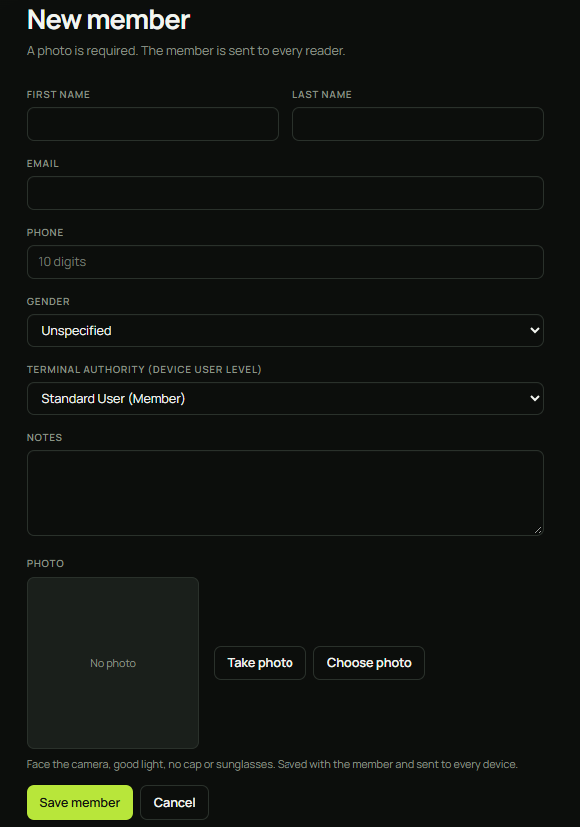 New member
A photo is required. The member is sent to every reader.
FIRST NAME
LAST NAME
EMAIL
PHONE
10 digits
GENDER
Unspecified
TERMINAL AUTHORITY (DEVICE USER LEVEL)
Standard User (Member)
NOTES
PHOTO
No photo
Take photo
Choose photo
Face the camera, good light, no cap or sunglasses. Saved with the member and sent to every device.
Save member
Cancel